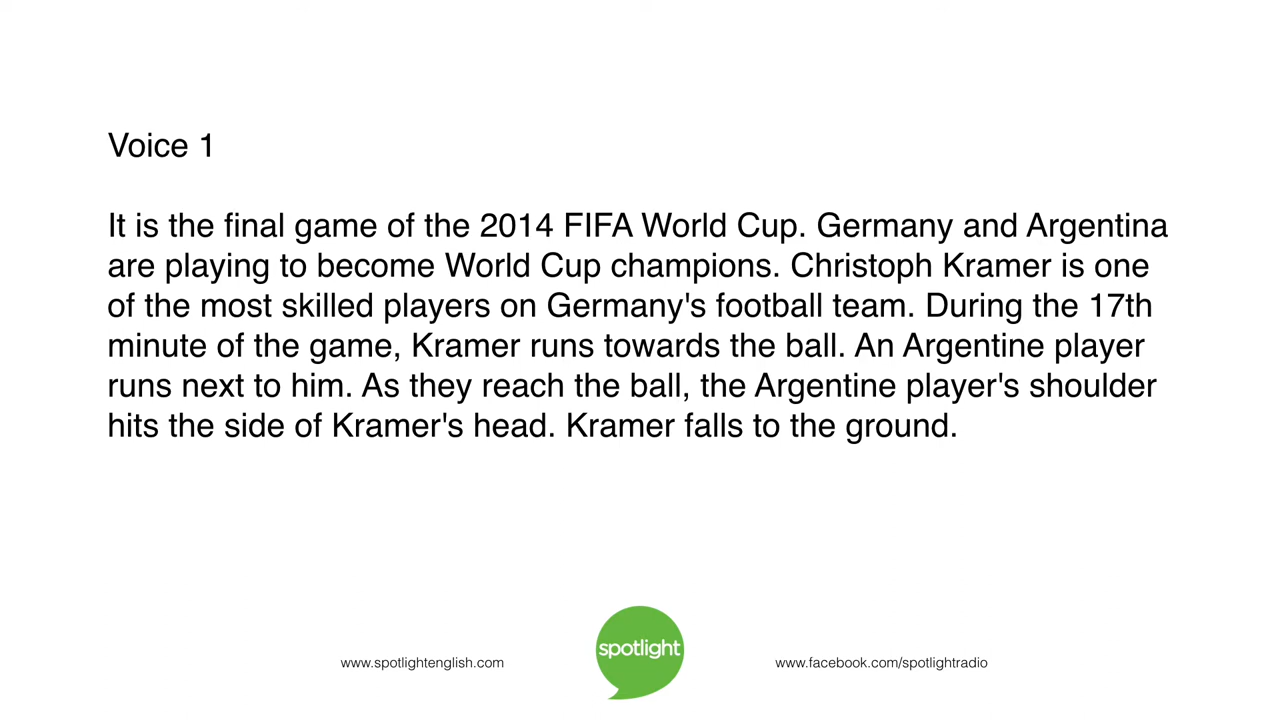 Voice 1
It is the final game of the 2014 FIFA World Cup. Germany and Argentina
are playing to become World Cup champions. Christoph Kramer is one
of the most skilled players on Germany's football team. During the 17th
minute of the game, Kramer runs towards the ball. An Argentine player
runs next to him. As they reach the ball, the Argentine player's shoulder
hits the side of Kramer's head. Kramer falls to the ground.
www.spotlightenglish.com
spotlight
www.facebook.com/spotlightradio